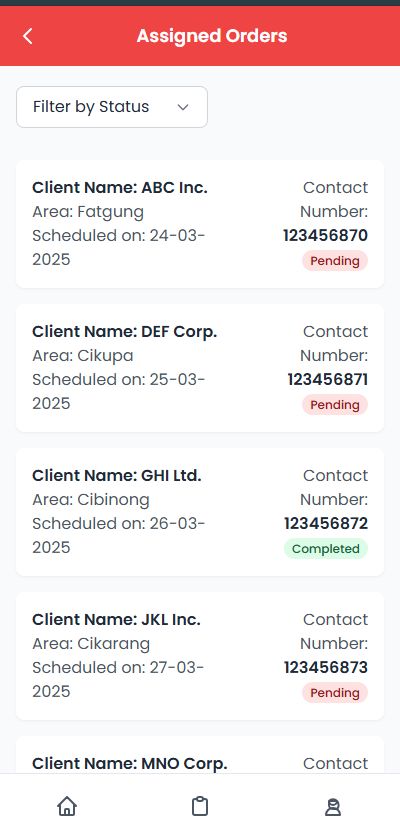 Assigned Orders
Filter by Status
Client Name: ABC Inc.
Area: Fatgung
Scheduled on: 24-03-
2025
Contact
Number:
123456870
Pending
Client Name: DEF Corp.
Area: Cikupa
Scheduled on: 25-03-
2025
Contact
Number:
123456871
Pending
Client Name: GHI Ltd.
Area: Cibinong
Scheduled on: 26-03-
2025
Contact
Number:
123456872
Completed
Client Name: JKL Inc.
Area: Cikarang
Scheduled on: 27-03-
2025
Contact
Number:
123456873
Pending
Client Name: MNO Corp.
Contact